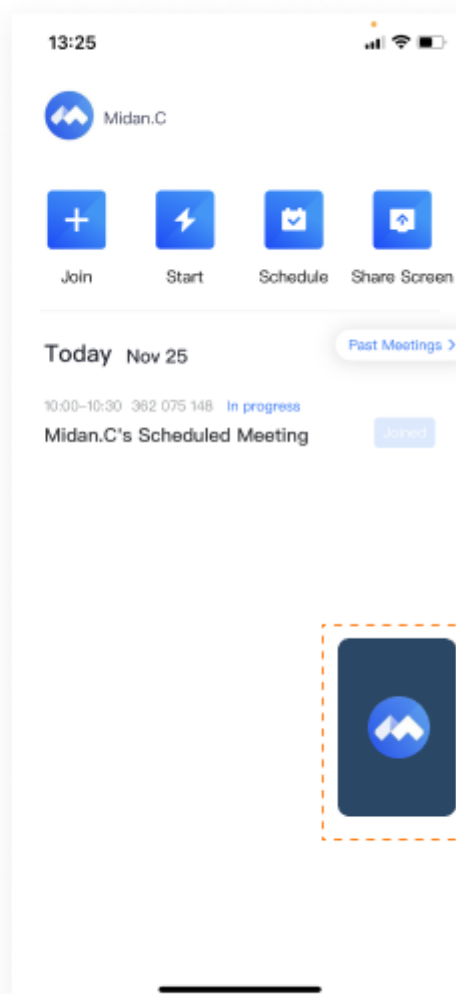 13:25
Midan.C
Join Start Schedule Share Screen
Today Nov 25 Past Meetings >
10:00-10:30 362 075 148 In progress
Midan.C's Scheduled Meeting Joined